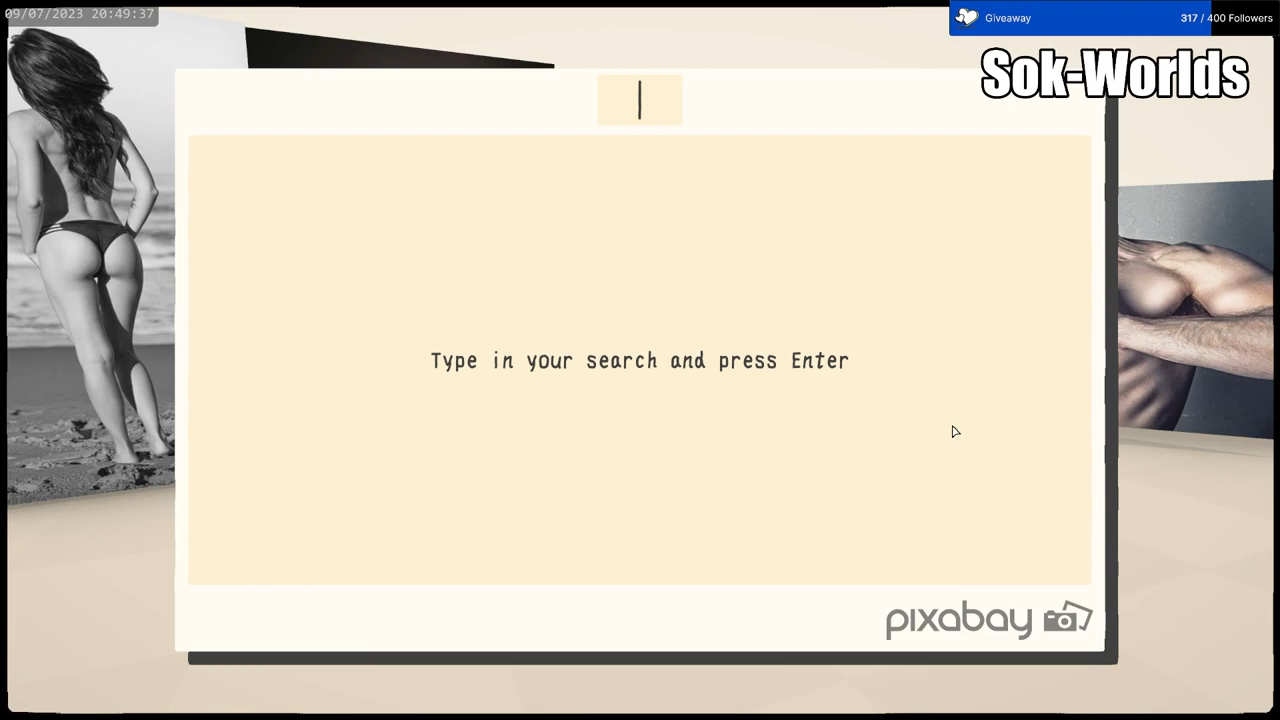 09/07/2023 20:49:37
Giveaway
317 / 400 Followers
Sok-Worlds
Type in your search and press Enter
pixabay